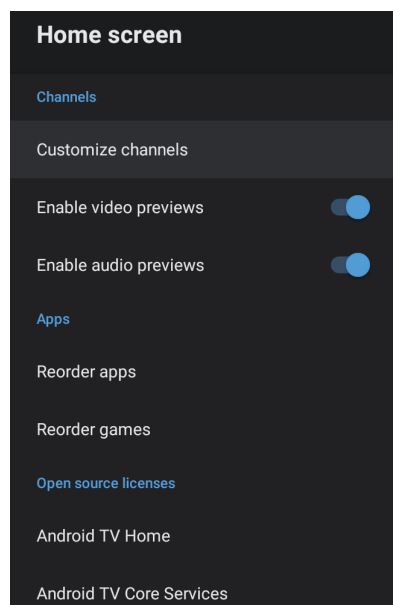 Home screen
Channels
Customize channels
Enable video previews
Enable audio previews
Apps
Reorder apps
Reorder games
Open source licenses
Android TV Home
Android TV Core Services